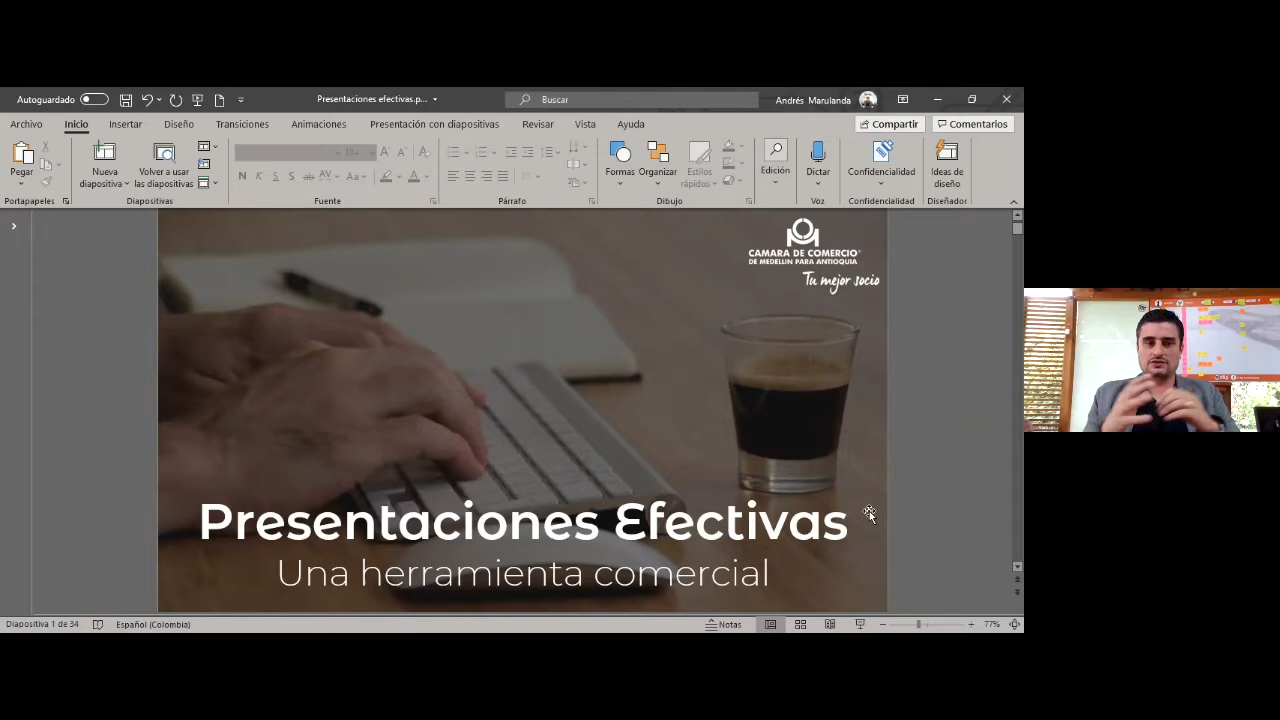 Autoguardado
Presentaciones efectivas.p...
Buscar
Andrés Marulanda
Archivo Inicio Insertar Diseño Transiciones Animaciones Presentación con diapositivas Revisar Vista Ayuda
Compartir Comentarios
Pegar
Nueva diapositiva
Volver a usar las diapositivas
N K S S ab AV Aa A
Formas
Organizar
Estilos rápidos
Edición
Dictar
Confidencialidad
Ideas de diseño
Portapapeles Diapositivas Fuente Párrafo Dibujo Voz Confidencialidad Diseñador
CAMARA DE COMERCIO
DE MEDELLIN PARA ANTIOQUIA
Tu mejor socio
Presentaciones Efectivas
Una herramienta comercial
Diapositiva 1 de 34 Español (Colombia) Notas 77%